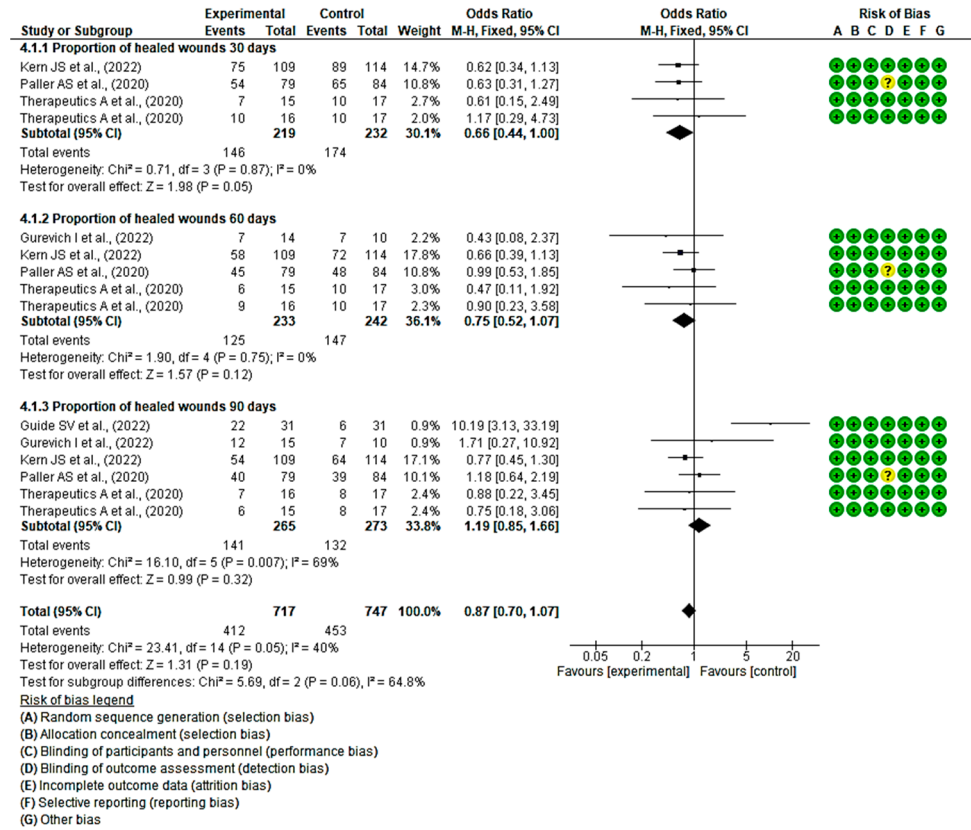 Experimental Control Odds Ratio Odds Ratio Risk of Bias
Study or Subgroup Events Total Events Total Weight M-H, Fixed, 95% CI M-H, Fixed, 95% CI A B C D E F G
4.1.1 Proportion of healed wounds 30 days
Kern JS et al., (2022) 75 109 89 114 14.7% 0.62 [0.34, 1.13] + + + + + + +
Paller AS et al., (2020) 54 79 65 84 10.8% 0.63 [0.31, 1.27] + + + ? + + +
Therapeutics A et al., (2020) 7 15 10 17 2.7% 0.61 [0.15, 2.49] + + + + + + +
Therapeutics A et al., (2020) 10 16 10 17 2.0% 1.17 [0.29, 4.73] + + + + + + +
Subtotal (95% CI) 219 232 30.1% 0.66 [0.44, 1.00]
Total events 146 174
Heterogeneity: Chi² = 0.71, df = 3 (P = 0.87); I² = 0%
Test for overall effect: Z = 1.98 (P = 0.05)
4.1.2 Proportion of healed wounds 60 days
Gurevich I et al., (2022) 7 14 7 10 2.2% 0.43 [0.08, 2.37] + + + + + + +
Kern JS et al., (2022) 58 109 72 114 17.8% 0.66 [0.39, 1.13] + + + + + + +
Paller AS et al., (2020) 45 79 48 84 10.8% 0.99 [0.53, 1.85] + + + ? + + +
Therapeutics A et al., (2020) 6 15 10 17 3.0% 0.47 [0.11, 1.92] + + + + + + +
Therapeutics A et al., (2020) 9 16 10 17 2.3% 0.90 [0.23, 3.58] + + + + + + +
Subtotal (95% CI) 233 242 36.1% 0.75 [0.52, 1.07]
Total events 125 147
Heterogeneity: Chi² = 1.90, df = 4 (P = 0.75); I² = 0%
Test for overall effect: Z = 1.57 (P = 0.12)
4.1.3 Proportion of healed wounds 90 days
Guide SV et al., (2022) 22 31 6 31 0.9% 10.19 [3.13, 33.19] + + + + + + +
Gurevich I et al., (2022) 12 15 7 10 0.9% 1.71 [0.27, 10.92] + + + + + + +
Kern JS et al., (2022) 54 109 64 114 17.1% 0.77 [0.45, 1.30] + + + + + + +
Paller AS et al., (2020) 40 79 39 84 10.1% 1.18 [0.64, 2.19] + + + ? + + +
Therapeutics A et al., (2020) 7 16 8 17 2.4% 0.88 [0.22, 3.45] + + + + + + +
Therapeutics A et al., (2020) 6 15 8 17 2.4% 0.75 [0.18, 3.06] + + + + + + +
Subtotal (95% CI) 265 273 33.8% 1.19 [0.85, 1.66]
Total events 141 132
Heterogeneity: Chi² = 16.10, df = 5 (P = 0.007); I² = 69%
Test for overall effect: Z = 0.99 (P = 0.32)
Total (95% CI) 717 747 100.0% 0.87 [0.70, 1.07]
Total events 412 453
Heterogeneity: Chi² = 23.41, df = 14 (P = 0.05); I² = 40%
Test for overall effect: Z = 1.31 (P = 0.19)
Test for subgroup differences: Chi² = 5.69, df = 2 (P = 0.06), I² = 64.8%
0.05 0.2 1 5 20
Favours [experimental] Favours [control]
Risk of bias legend
(A) Random sequence generation (selection bias)
(B) Allocation concealment (selection bias)
(C) Blinding of participants and personnel (performance bias)
(D) Blinding of outcome assessment (detection bias)
(E) Incomplete outcome data (attrition bias)
(F) Selective reporting (reporting bias)
(G) Other bias